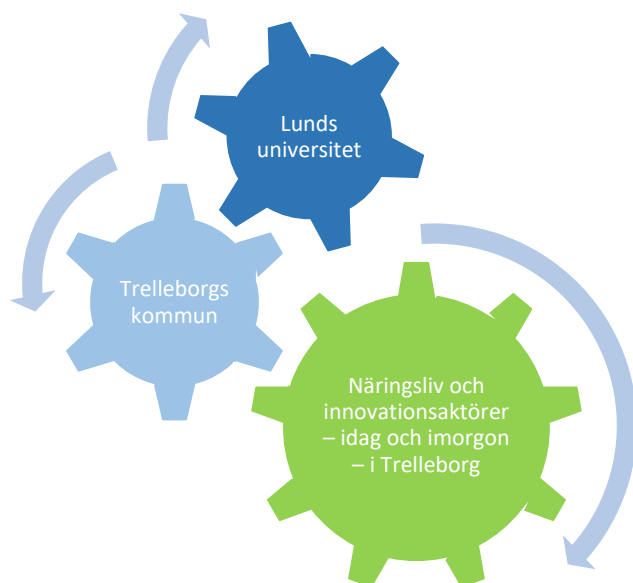 Lunds
universitet
Trelleborgs
kommun
Näringsliv och
innovationsaktörer
– idag och imorgon
– i Trelleborg